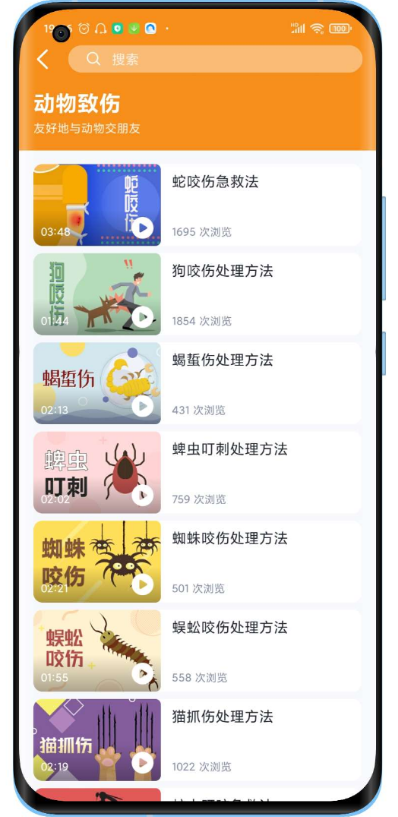 100
搜索
动物致伤
友好地与动物交朋友
蛇咬伤
03:48
蛇咬伤急救法
1695 次浏览
狗咬伤
01:44
狗咬伤处理方法
1854 次浏览
蝎蜇伤
02:13
蝎蜇伤处理方法
431 次浏览
蜱虫
叮刺
02:02
蜱虫叮刺处理方法
759 次浏览
蜘蛛
咬伤
02:21
蜘蛛咬伤处理方法
501 次浏览
蜈蚣
咬伤
01:55
蜈蚣咬伤处理方法
558 次浏览
猫抓伤
02:19
猫抓伤处理方法
1022 次浏览